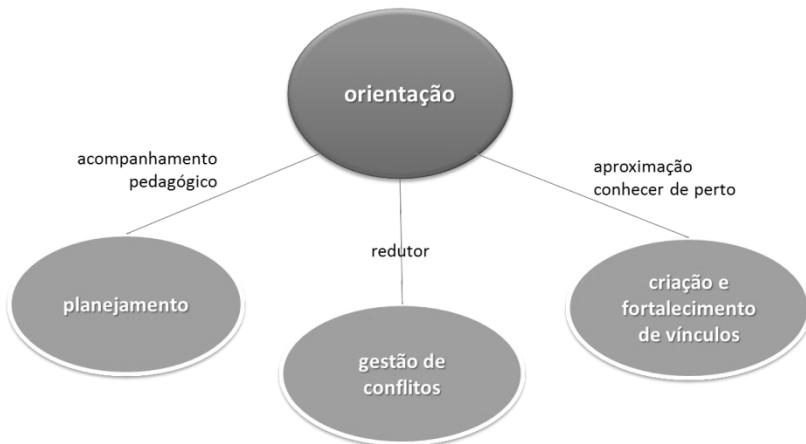 orientação
acompanhamento
pedagógico
aproximação
conhecer de perto
redutor
planejamento
criação e
fortalecimento
de vínculos
gestão de
conflitos